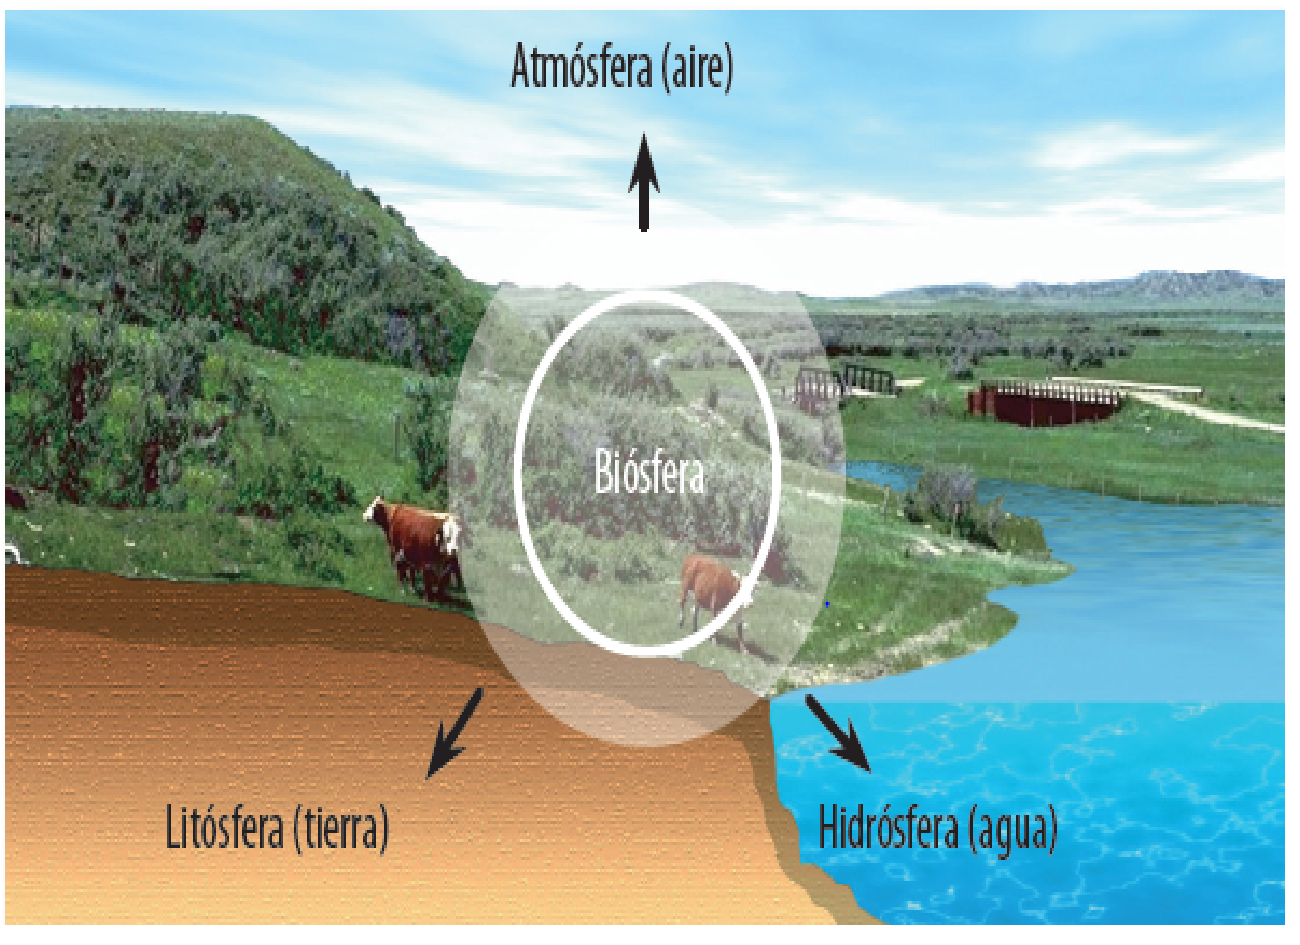 Atmósfera (aire)
Biósfera
Litósfera (tierra)
Hidrósfera (agua)